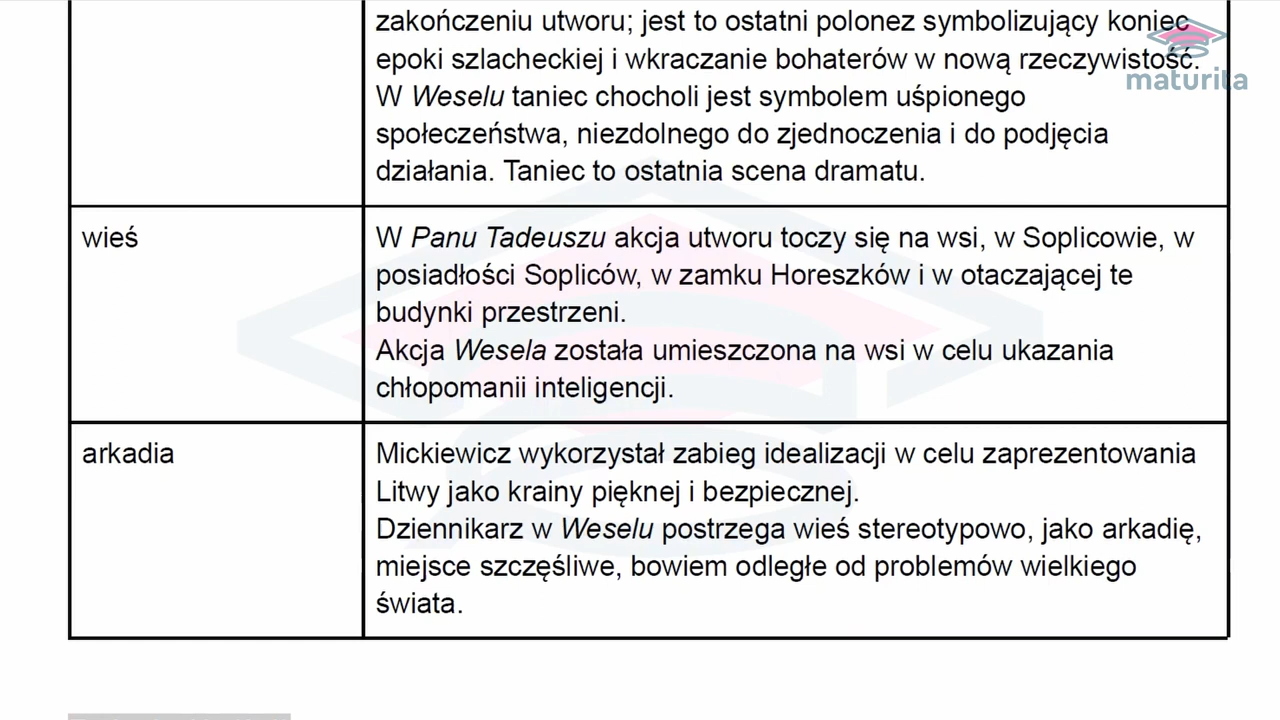 zakończeniu utworu; jest to ostatni polonez symbolizujący koniec
epoki szlacheckiej i wkraczanie bohaterów w nową rzeczywistość.
W Weselu taniec chocholi jest symbolem uśpionego
społeczeństwa, niezdolnego do zjednoczenia i do podjęcia
działania. Taniec to ostatnia scena dramatu.
maturita
wieś
W Panu Tadeuszu akcja utworu toczy się na wsi, w Soplicowie, w
posiadłości Sopliców, w zamku Horeszków i w otaczającej te
budynki przestrzeni.
Akcja Wesela została umieszczona na wsi w celu ukazania
chłopomanii inteligencji.
arkadia
Mickiewicz wykorzystał zabieg idealizacji w celu zaprezentowania
Litwy jako krainy pięknej i bezpiecznej.
Dziennikarz w Weselu postrzega wieś stereotypowo, jako arkadię,
miejsce szczęśliwe, bowiem odległe od problemów wielkiego
świata.